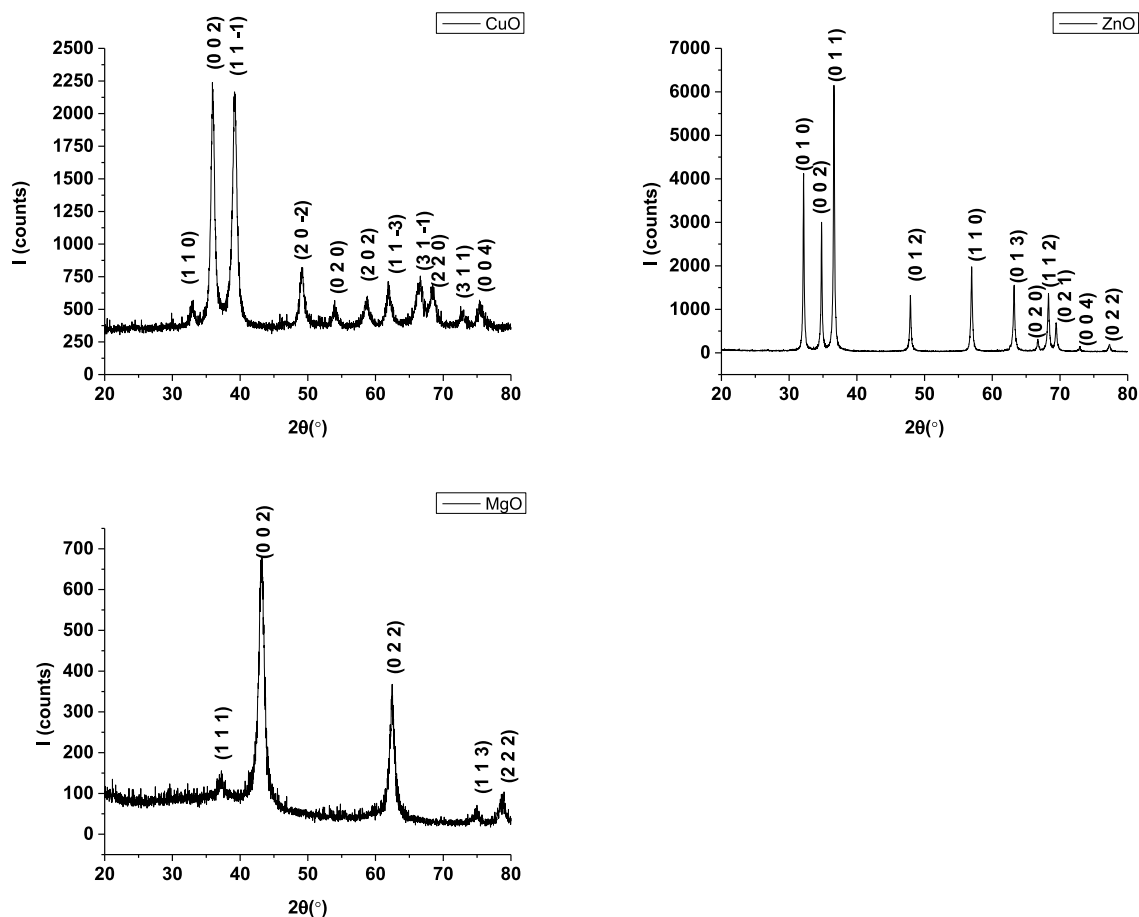 CuO
I (counts)
2500
2250
2000
1750
1500
1250
1000
750
500
250
0
(1 1 0)
(0 0 2)
(1 1 -1)
(2 0 -2)
(0 2 0)
(2 0 2)
(1 1 -3)
(3 1 -1)
(2 2 0)
(3 1 1)
(0 0 4)
20 30 40 50 60 70 80
2θ(°)
ZnO
I (counts)
7000
6000
5000
4000
3000
2000
1000
0
(0 1 0)
(0 0 2)
(0 1 1)
(0 1 2)
(1 1 0)
(0 1 3)
(0 2 0)
(1 1 2)
(0 2 1)
(0 0 4)
(0 2 2)
20 30 40 50 60 70 80
2θ(°)
MgO
I (counts)
700
600
500
400
300
200
100
0
(1 1 1)
(0 0 2)
(0 2 2)
(1 1 3)
(2 2 2)
20 30 40 50 60 70 80
2θ(°)